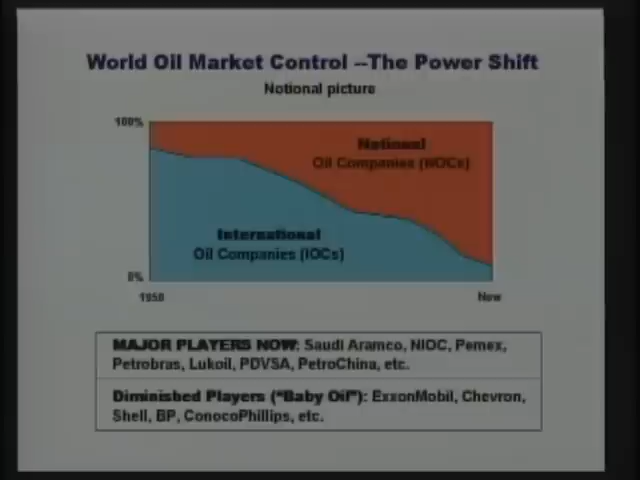 World Oil Market Control --The Power Shift
Notional picture
100%
National
Oil Companies (NOCs)
International
Oil Companies (IOCs)
0%
1950
Now
MAJOR PLAYERS NOW: Saudi Aramco, NIOC, Pemex,
Petrobras, Lukoil, PDVSA, PetroChina, etc.
Diminished Players ("Baby Oil"): ExxonMobil, Chevron,
Shell, BP, ConocoPhillips, etc.